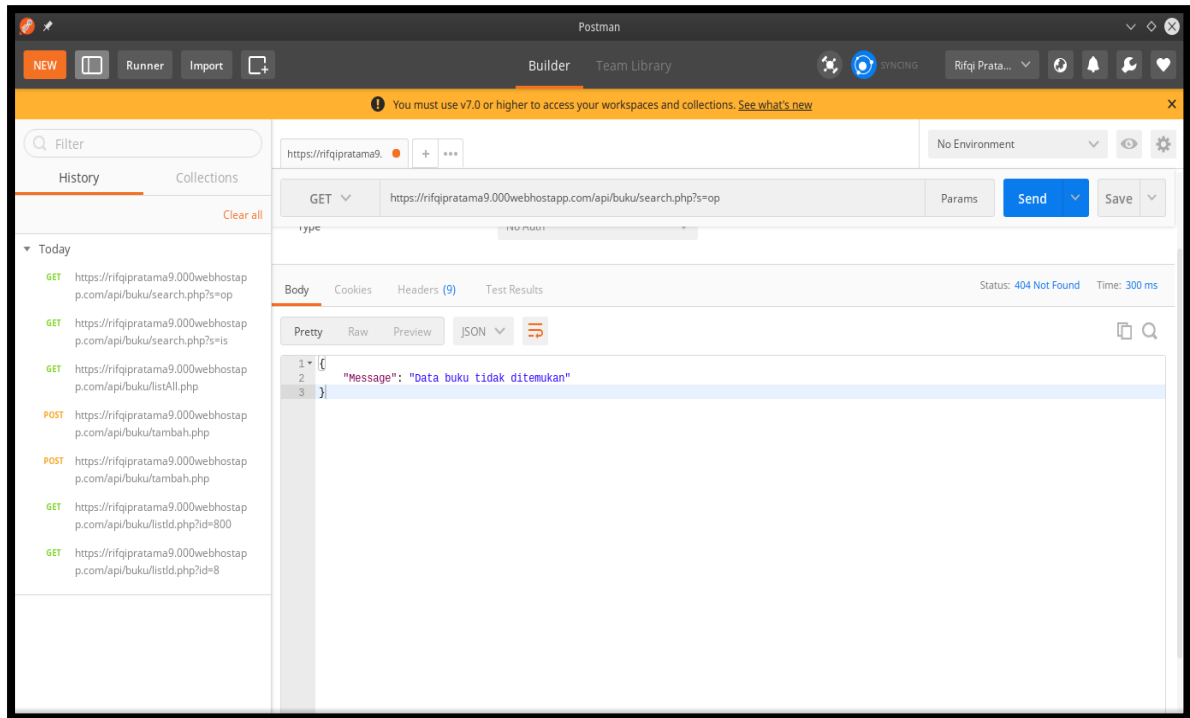 Postman
NEW
Runner
Import
Builder
Team Library
SYNCING
Rifqi Prata...
You must use v7.0 or higher to access your workspaces and collections. See what's new
Filter
History
Collections
Clear all
Today
GET https://rifqipratama9.000webhostap
p.com/api/buku/search.php?s=op
GET https://rifqipratama9.000webhostap
p.com/api/buku/search.php?s=is
GET https://rifqipratama9.000webhostap
p.com/api/buku/listAll.php
POST https://rifqipratama9.000webhostap
p.com/api/buku/tambah.php
POST https://rifqipratama9.000webhostap
p.com/api/buku/tambah.php
GET https://rifqipratama9.000webhostap
p.com/api/buku/listId.php?id=800
GET https://rifqipratama9.000webhostap
p.com/api/buku/listId.php?id=8
https://rifqipratama9.
+
•••
No Environment
GET
https://rifqipratama9.000webhostapp.com/api/buku/search.php?s=op
Params
Send
Save
Type
No Auth
Body
Cookies
Headers (9)
Test Results
Status: 404 Not Found
Time: 300 ms
Pretty
Raw
Preview
JSON
1 {
2 "Message": "Data buku tidak ditemukan"
3 }